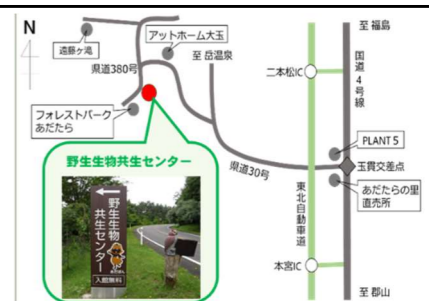 N
遠藤ヶ滝
アットホーム大玉
県道380号
至 岳温泉
至 福島
二本松IC
国道4号線
フォレストパーク
あだたら
野生生物共生センター
PLANT 5
玉貫交差点
県道30号
あだたらの里
直売所
東北自動車道
本宮IC
至 郡山
野生生物
共生センター
入館無料